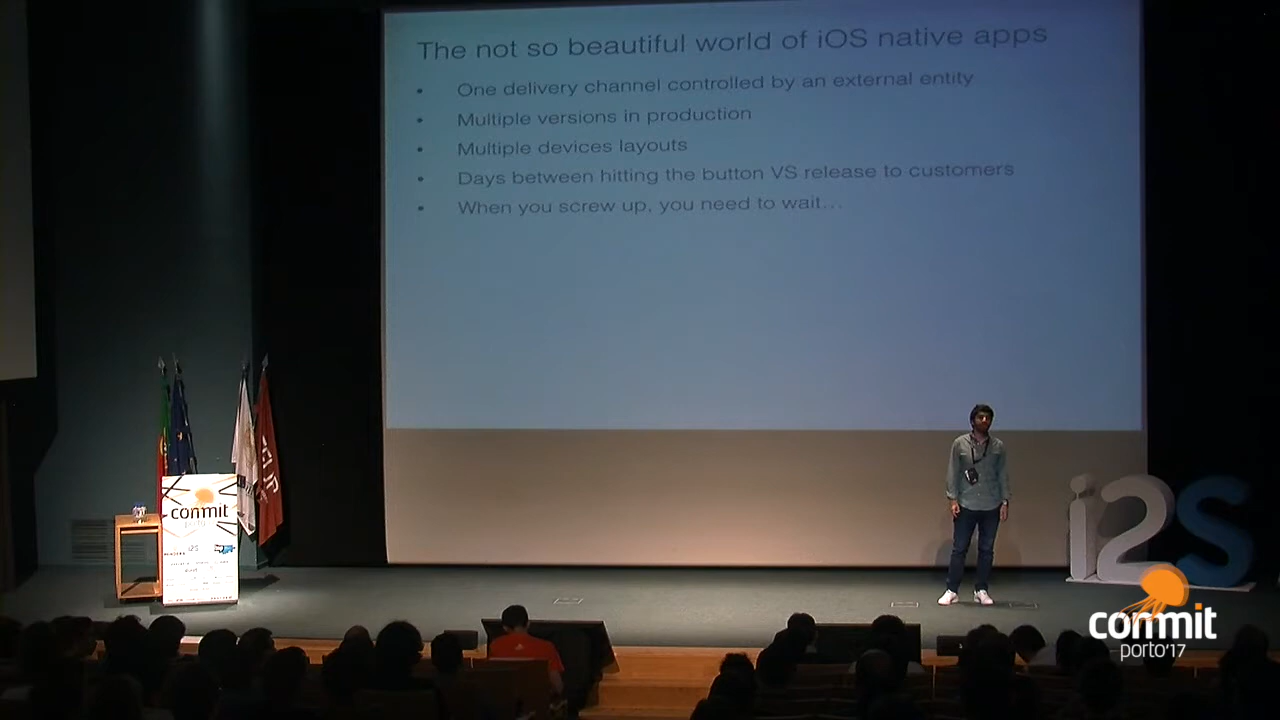 The not so beautiful world of iOS native apps
• One delivery channel controlled by an external entity
• Multiple versions in production
• Multiple devices layouts
• Days between hitting the button VS release to customers
• When you screw up, you need to wait...
commit
porto
i2S
i2S
commit
porto'17